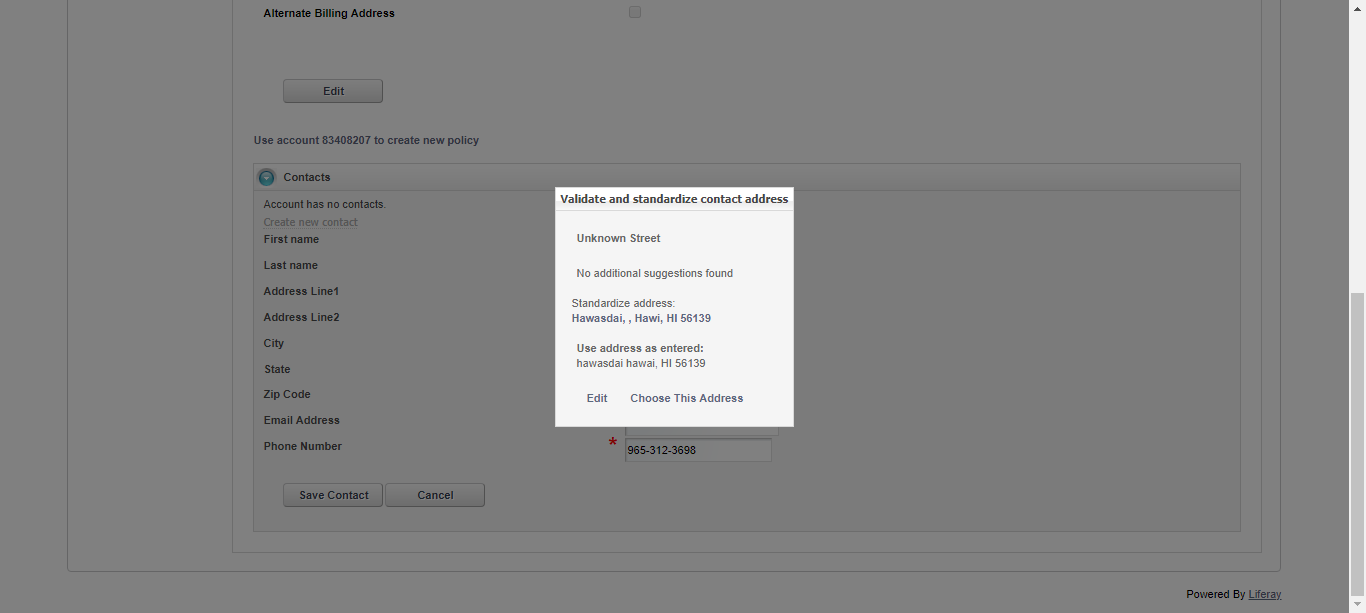 Alternate Billing Address
Edit
Use account 83408207 to create new policy
Contacts
Account has no contacts.
Create new contact
First name
Last name
Address Line1
Address Line2
City
State
Zip Code
Email Address
Phone Number
* 965-312-3698
Save Contact Cancel
Validate and standardize contact address
Unknown Street
No additional suggestions found
Standardize address:
Hawasdai, , Hawi, HI 56139
Use address as entered:
hawasdai hawai, HI 56139
Edit Choose This Address
Powered By Liferay